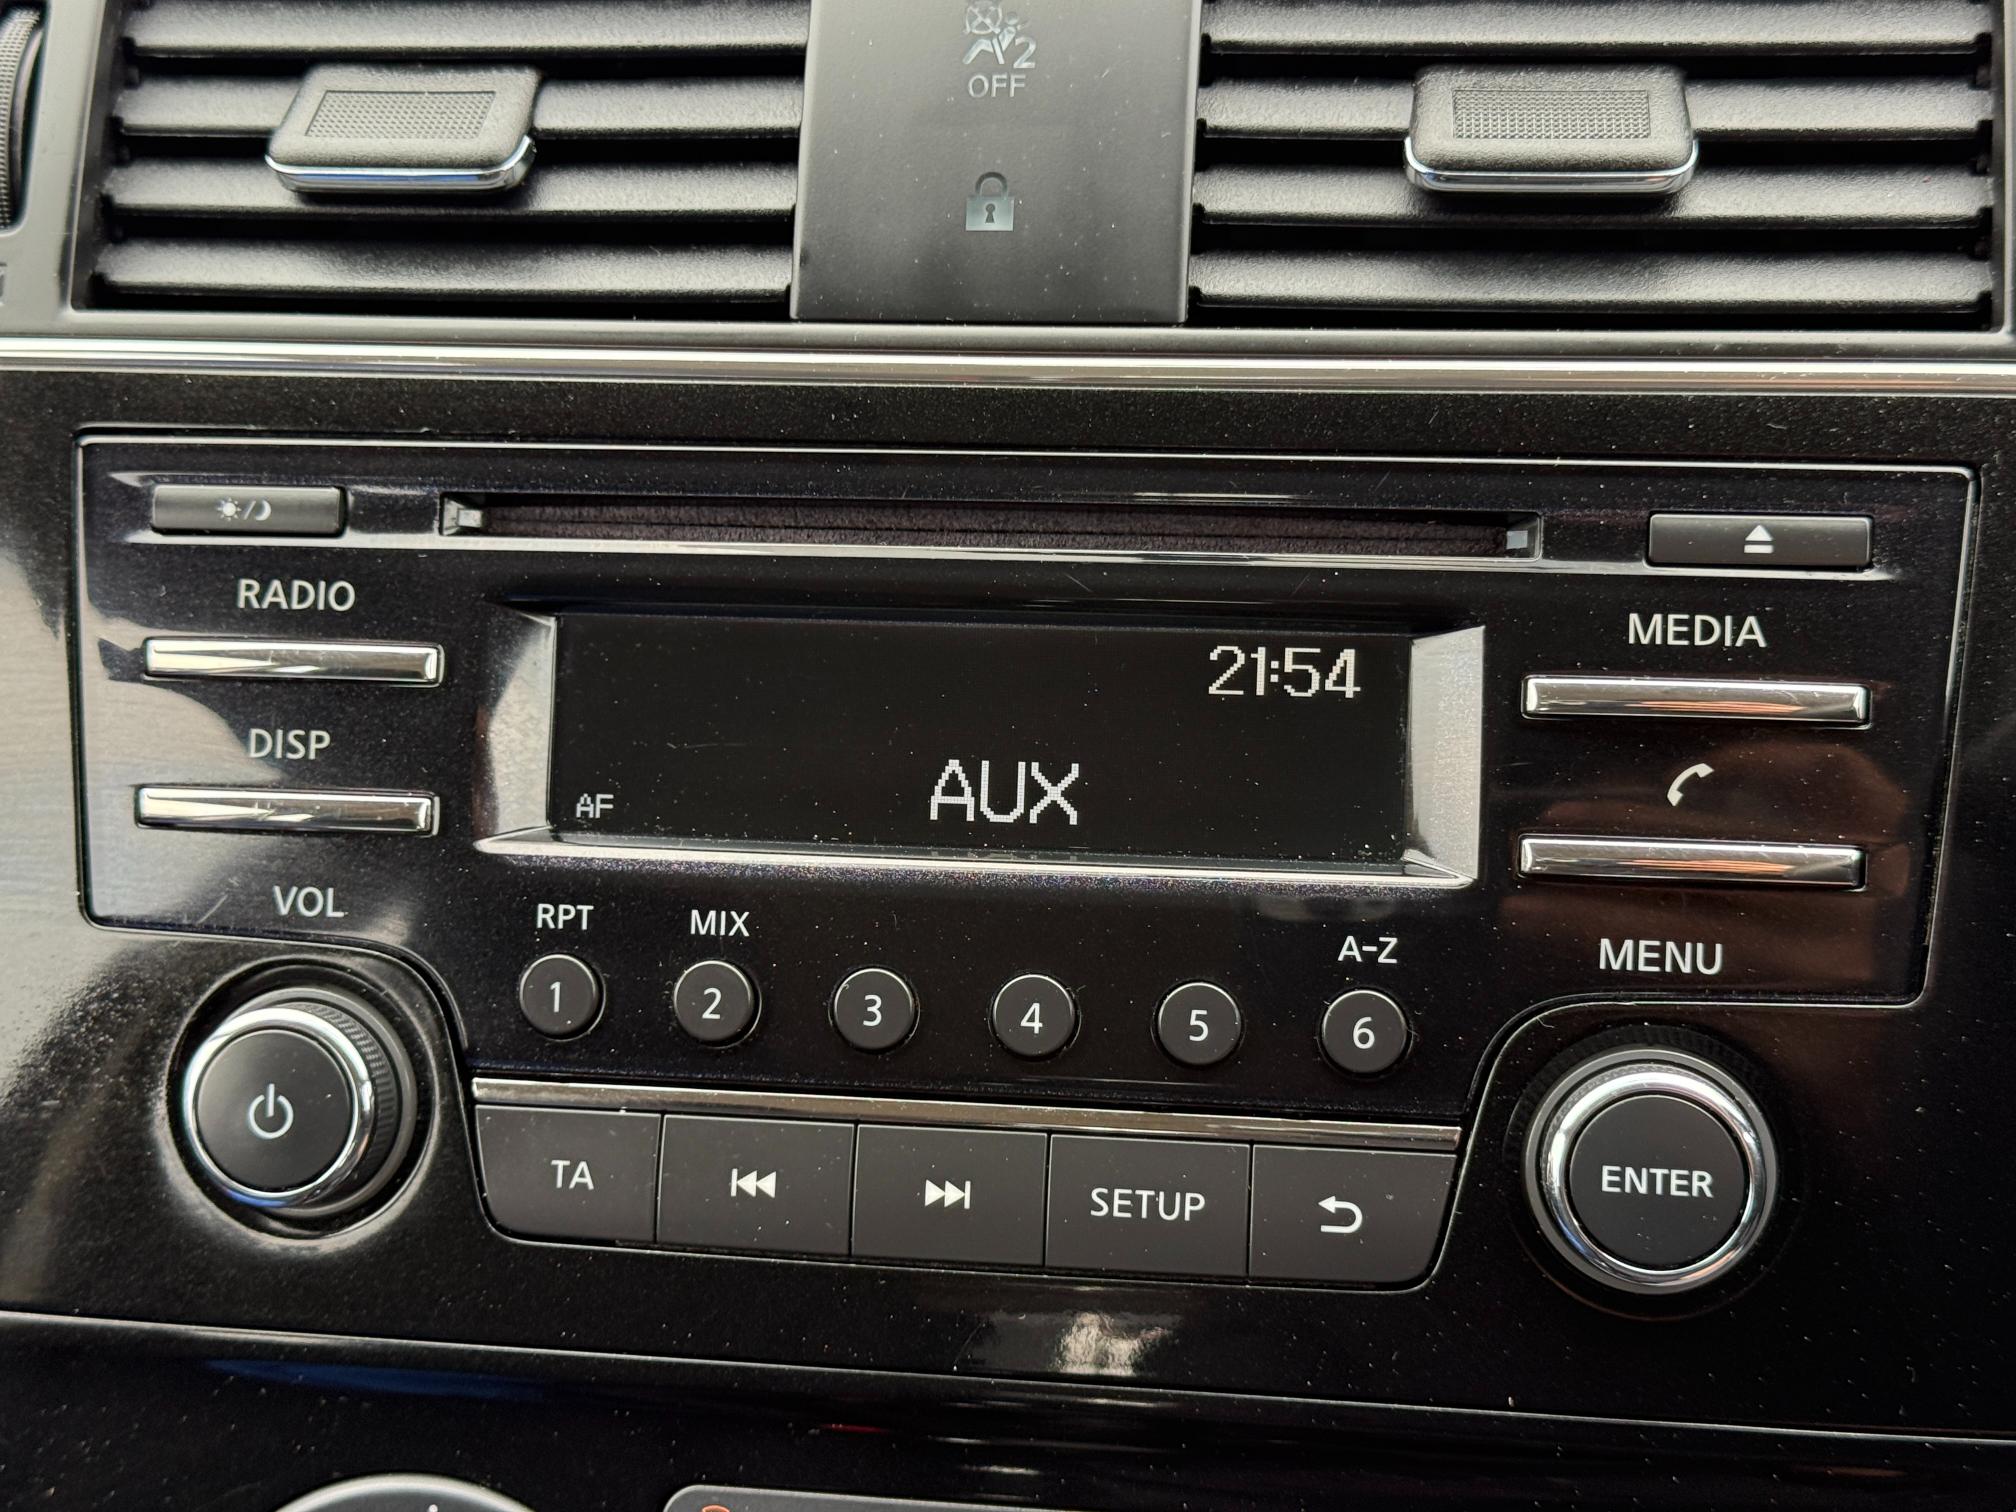 2
OFF
RADIO
MEDIA
21:54
DISP
AF
AUX
VOL
RPT
MIX
A-Z
MENU
1
2
3
4
5
6
TA
SETUP
ENTER